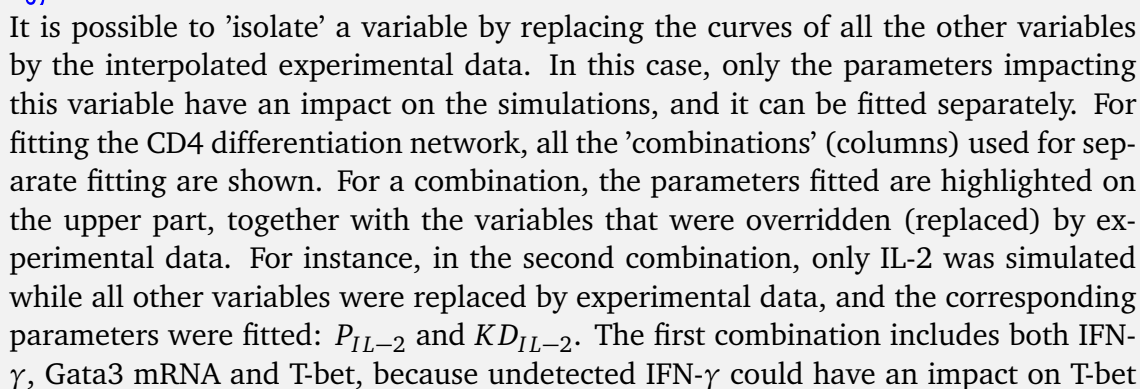 It is possible to ’isolate’ a variable by replacing the curves of all the other variables
by the interpolated experimental data. In this case, only the parameters impacting
this variable have an impact on the simulations, and it can be fitted separately. For
fitting the CD4 differentiation network, all the ’combinations’ (columns) used for sep-
arate fitting are shown. For a combination, the parameters fitted are highlighted on
the upper part, together with the variables that were overridden (replaced) by ex-
perimental data. For instance, in the second combination, only IL-2 was simulated
while all other variables were replaced by experimental data, and the corresponding
parameters were fitted: $P_{IL-2}$ and $KD_{IL-2}$. The first combination includes both IFN-
γ, Gata3 mRNA and T-bet, because undetected IFN-γ could have an impact on T-bet